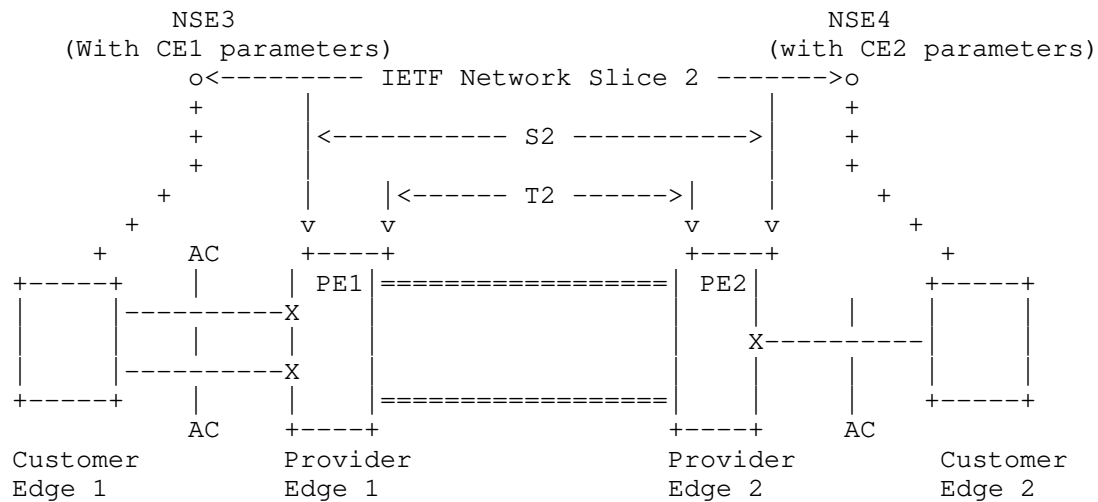 NSE3 NSE4
(With CE1 parameters) (with CE2 parameters)
o<--------- IETF Network Slice 2 ------->o
+ | | +
+ |<----------- S2 ----------->| +
+ | | +
+ | |<------ T2 ------>| | +
+ v v v v +
+ AC +----+ +----+ +
+-----+ | | PE1|==================| PE2| +-----+
| |----------X | | | | | |
| | | | | | X----------| |
| |----------X | | | | | |
+-----+ | | |==================| | | +-----+
AC +----+ +----+ AC
Customer Provider Provider Customer
Edge 1 Edge 1 Edge 2 Edge 2